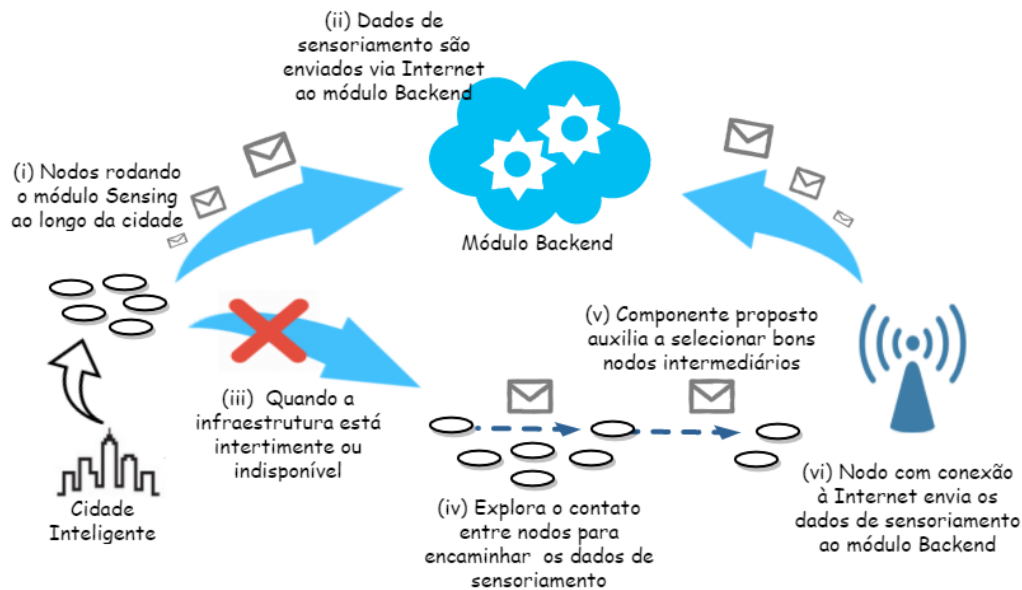 (ii) Dados de
sensoriamento são
enviados via Internet
ao módulo Backend
(i) Nodos rodando
o módulo Sensing
ao longo da cidade
Módulo Backend
(v) Componente proposto
auxilia a selecionar bons
nodos intermediários
(iii) Quando a
infraestrutura está
intertimente ou
indisponível
(vi) Nodo com conexão
à Internet envia os
dados de sensoriamento
ao módulo Backend
Cidade
Inteligente
(iv) Explora o contato
entre nodos para
encaminhar os dados de
sensoriamento